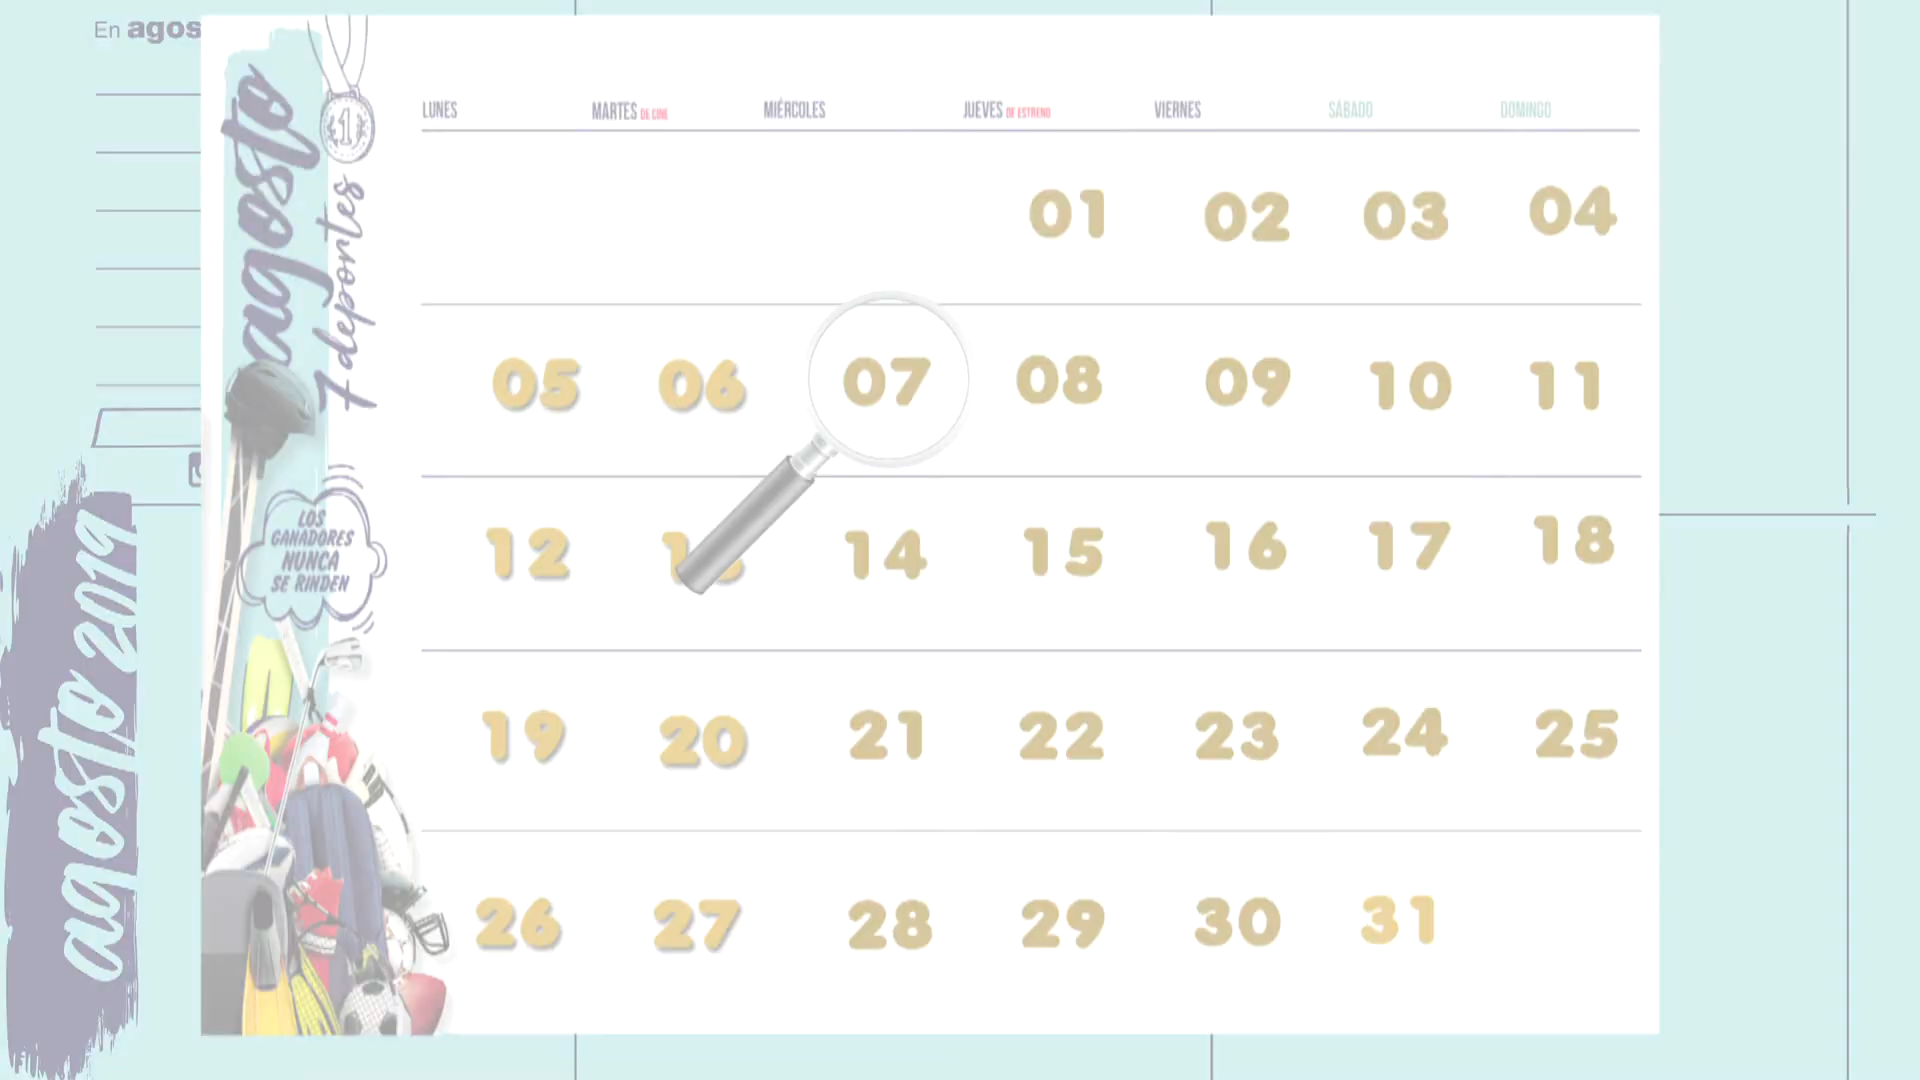 En agos
agosto
7 deportes
1
LOS
GANADORES
NUNCA
SE RINDEN
agosto 2019
LUNES MARTES DE CINE MIÉRCOLES JUEVES DE ESTRENO VIERNES SÁBADO DOMINGO
01 02 03 04
05 06 07 08 09 10 11
12 14 15 16 17 18
19 20 21 22 23 24 25
26 27 28 29 30 31